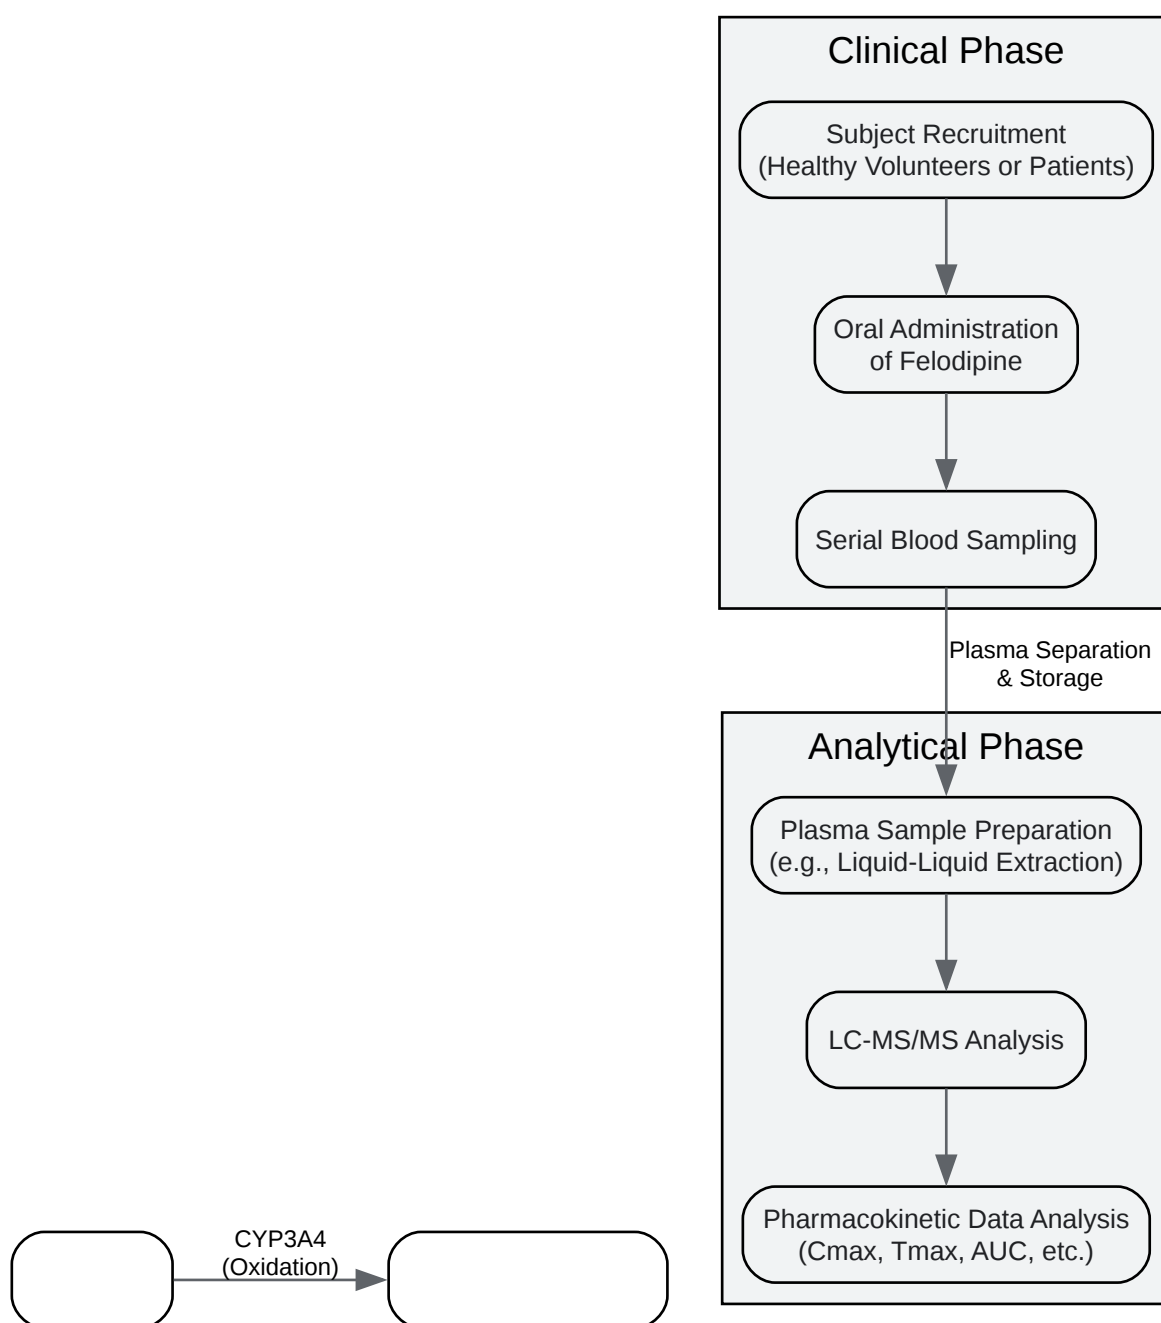 Clinical Phase
Subject Recruitment
(Healthy Volunteers or Patients)
Oral Administration
of Felodipine
Serial Blood Sampling
Plasma Separation
& Storage
Analytical Phase
Plasma Sample Preparation
(e.g., Liquid-Liquid Extraction)
LC-MS/MS Analysis
Pharmacokinetic Data Analysis
(Cmax, Tmax, AUC, etc.)
CYP3A4
(Oxidation)